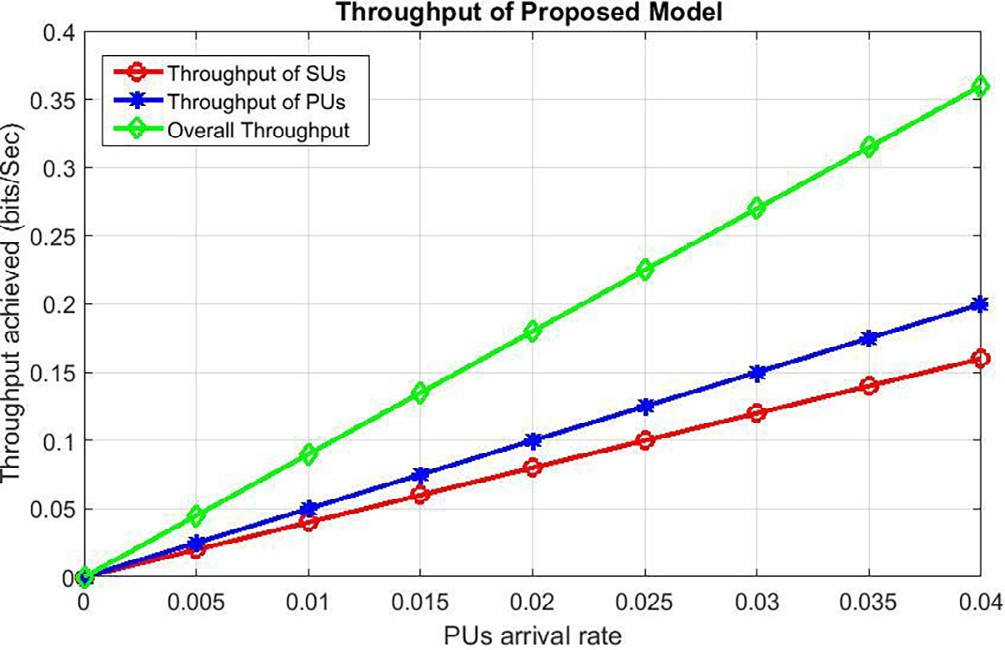 Throughput of Proposed Model
Throughput of SUs
Throughput of PUs
Overall Throughput
Throughput achieved (bits/Sec)
0.4
0.35
0.3
0.25
0.2
0.15
0.1
0.05
0
0 0.005 0.01 0.015 0.02 0.025 0.03 0.035 0.04
PUs arrival rate